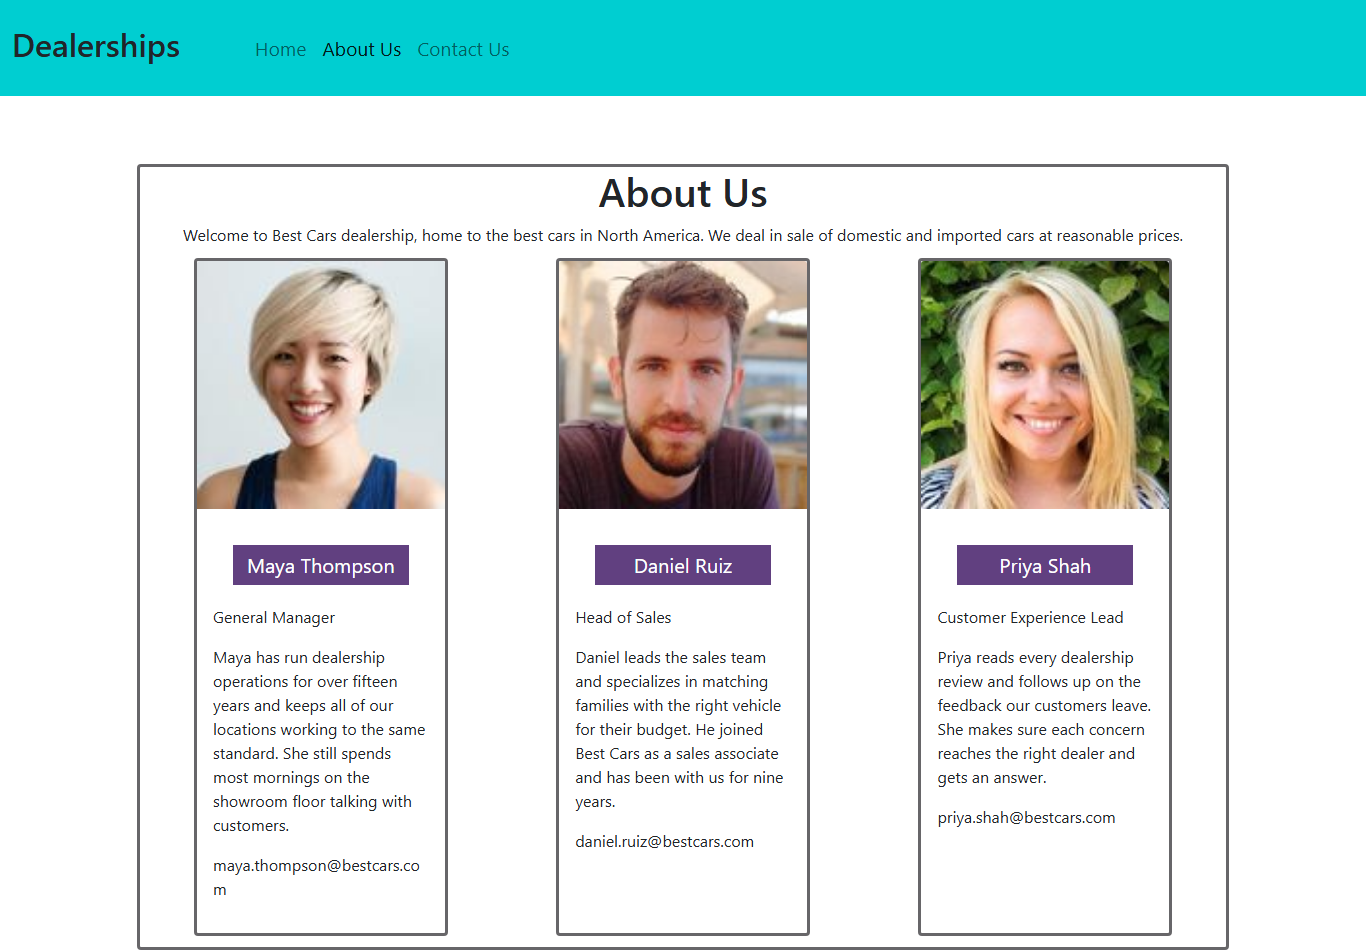 Dealerships
Home About Us Contact Us
About Us
Welcome to Best Cars dealership, home to the best cars in North America. We deal in sale of domestic and imported cars at reasonable prices.
Maya Thompson
General Manager
Maya has run dealership
operations for over fifteen
years and keeps all of our
locations working to the same
standard. She still spends
most mornings on the
showroom floor talking with
customers.
maya.thompson@bestcars.co
m
Daniel Ruiz
Head of Sales
Daniel leads the sales team
and specializes in matching
families with the right vehicle
for their budget. He joined
Best Cars as a sales associate
and has been with us for nine
years.
daniel.ruiz@bestcars.com
Priya Shah
Customer Experience Lead
Priya reads every dealership
review and follows up on the
feedback our customers leave.
She makes sure each concern
reaches the right dealer and
gets an answer.
priya.shah@bestcars.com